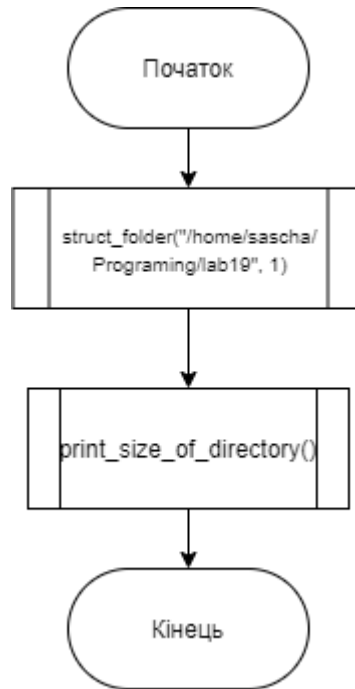 Початок
struct_folder("/home/sascha/
Programing/lab19", 1)
print_size_of_directory()
Кінець